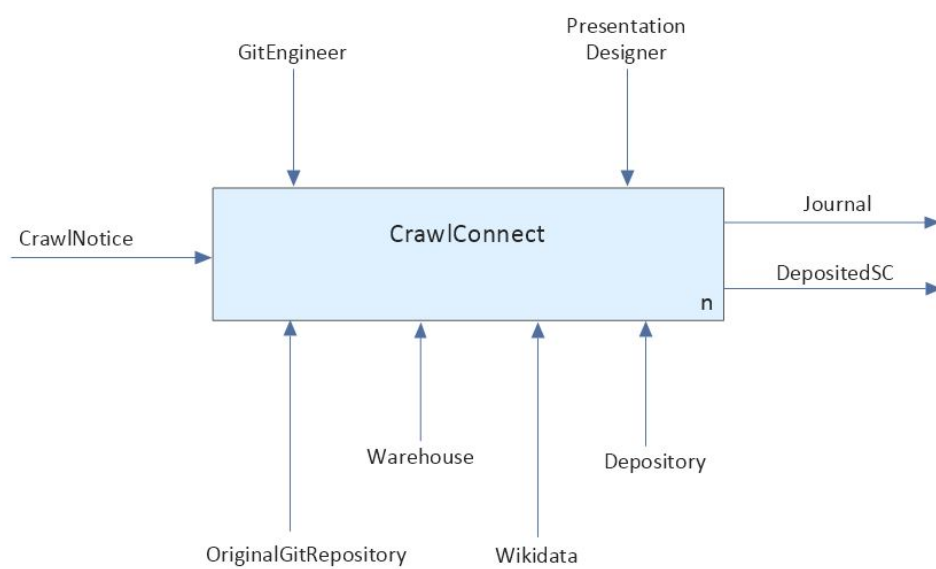 Presentation
Designer
GitEngineer
CrawlNotice
CrawlConnect
n
Journal
DepositedSC
Warehouse
Depository
OriginalGitRepository
Wikidata